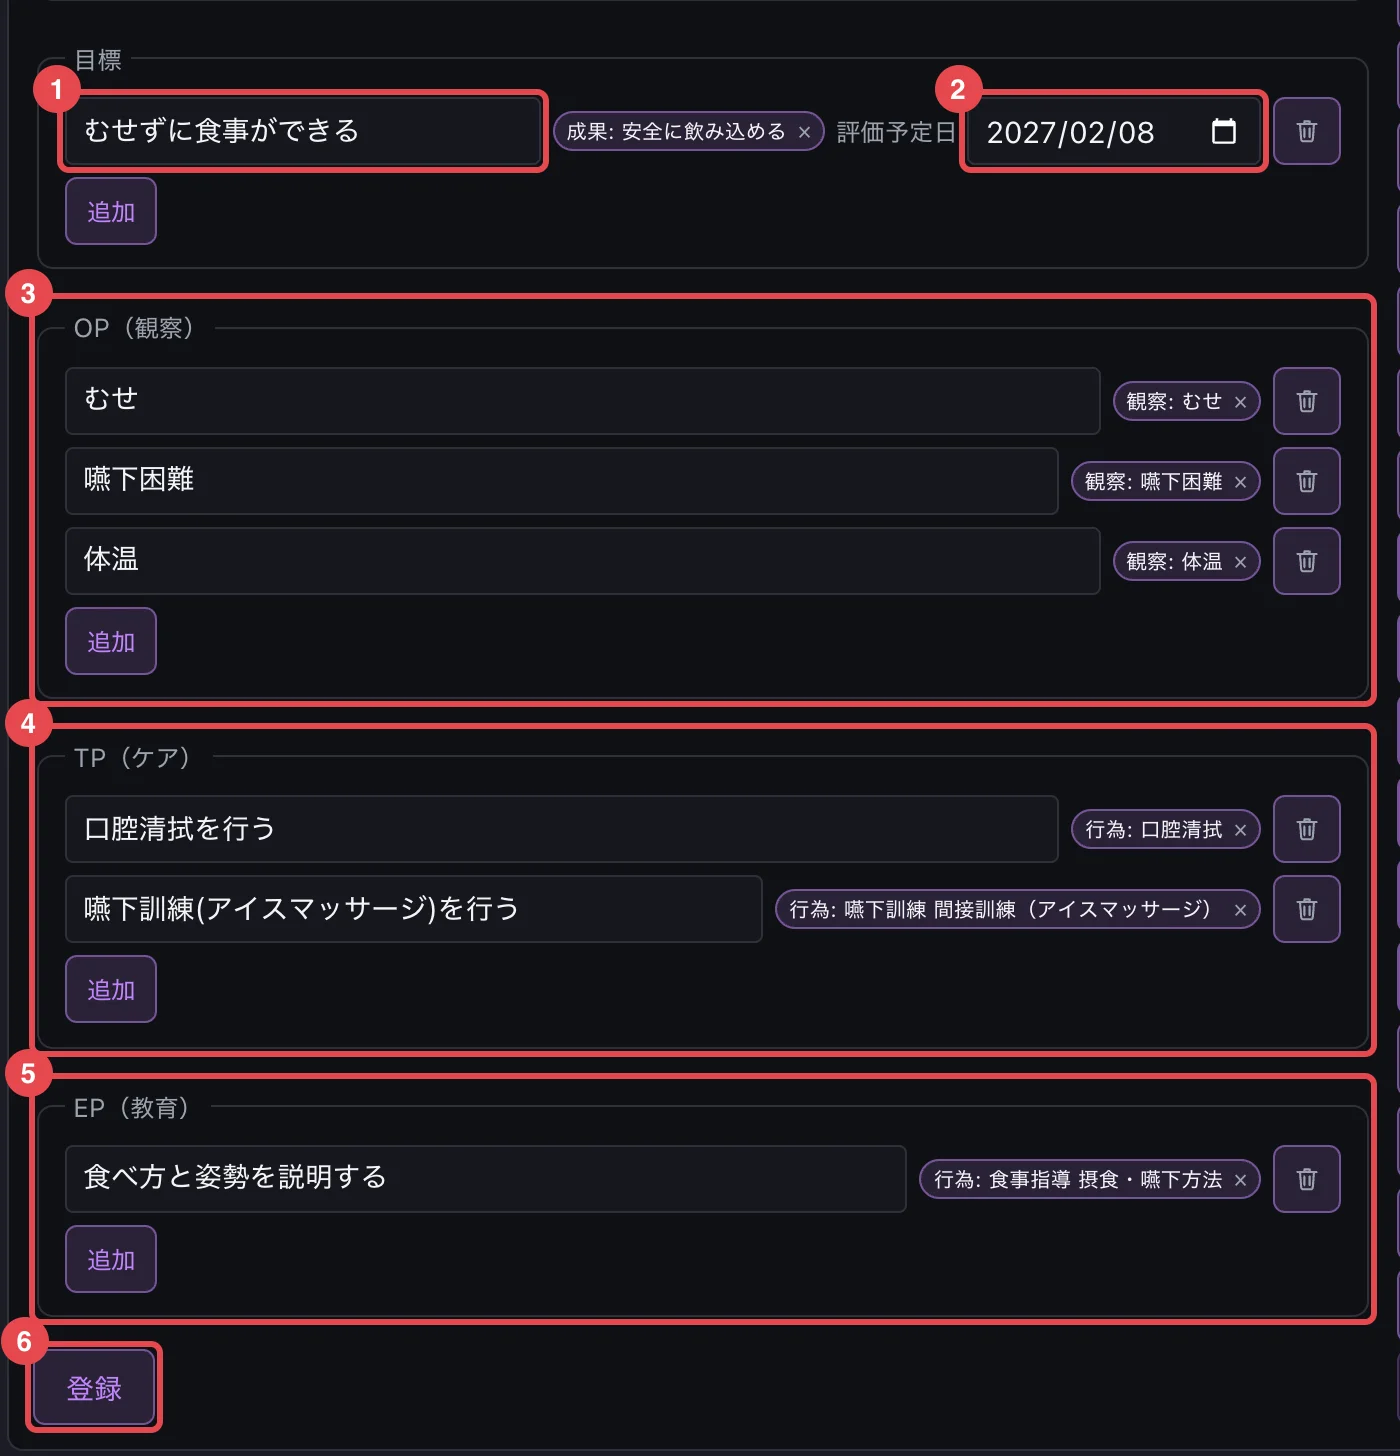 目標
1
むせずに食事ができる 成果: 安全に飲み込める × 評価予定日 2 2027/02/08
追加
3
OP（観察）
むせ 観察: むせ ×
嚥下困難 観察: 嚥下困難 ×
体温 観察: 体温 ×
追加
4
TP（ケア）
口腔清拭を行う 行為: 口腔清拭 ×
嚥下訓練(アイスマッサージ)を行う 行為: 嚥下訓練 間接訓練（アイスマッサージ） ×
追加
5
EP（教育）
食べ方と姿勢を説明する 行為: 食事指導 摂食・嚥下方法 ×
追加
6
登録